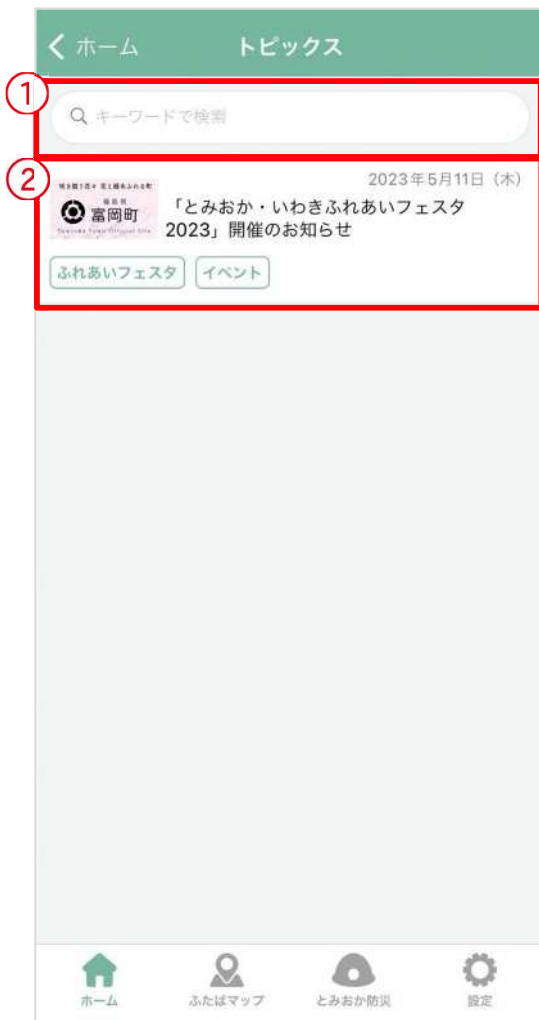 ホーム
トピックス
①
キーワードで検索
②
2023年5月11日（木）
福島県
富岡町
「とみおか・いわきふれあいフェスタ
2023」開催のお知らせ
ふれあいフェスタ
イベント
ホーム
ふたばマップ
とみおか防災
設定